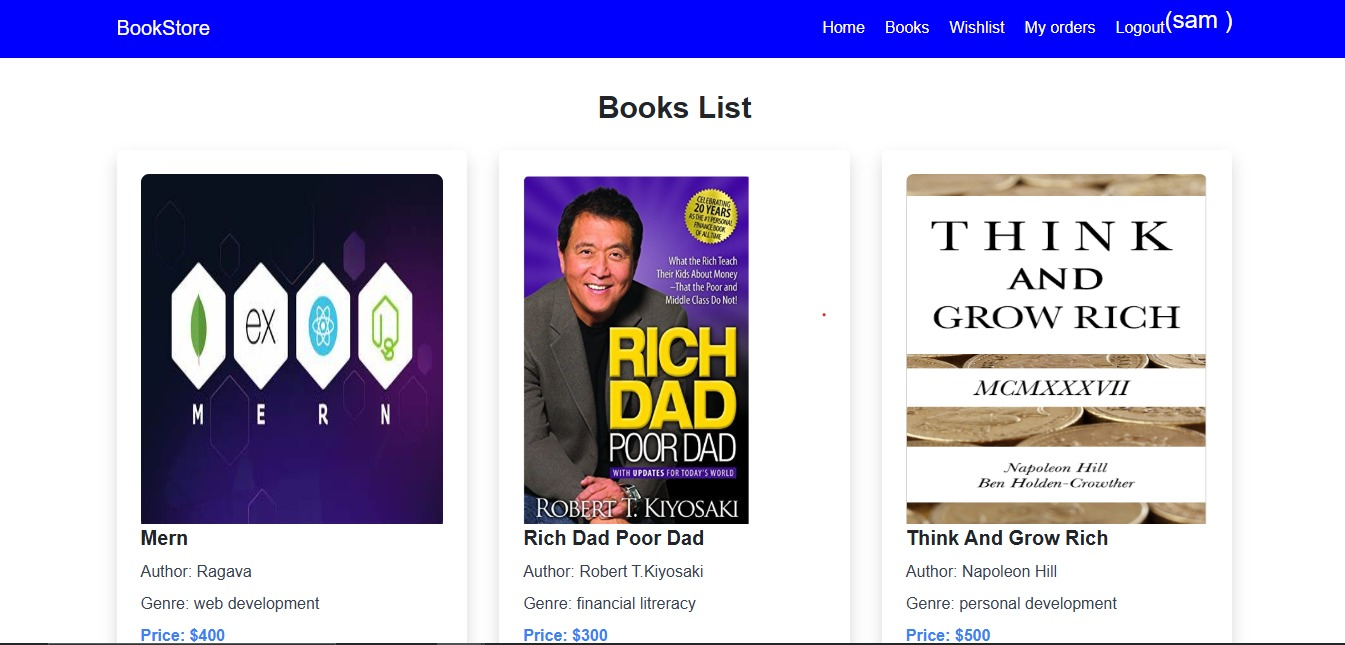 BookStore
Home Books Wishlist My orders Logout(sam )
Books List
ex JS
M E R N
Mern
Author: Ragava
Genre: web development
Price: $400
CELEBRATING
20 YEARS
AS THE #1 PERSONAL
FINANCE BOOK
OF ALL TIME
What the Rich Teach
Their Kids About Money
–That the Poor and
Middle Class Do Not!
RICH
DAD
POOR DAD
WITH UPDATES FOR TODAY'S WORLD
ROBERT T. KIYOSAKI
Rich Dad Poor Dad
Author: Robert T.Kiyosaki
Genre: financial litreracy
Price: $300
THINK
AND
GROW RICH
MCMXXXVII
Napoleon Hill
Ben Holden-Crowther
Think And Grow Rich
Author: Napoleon Hill
Genre: personal development
Price: $500